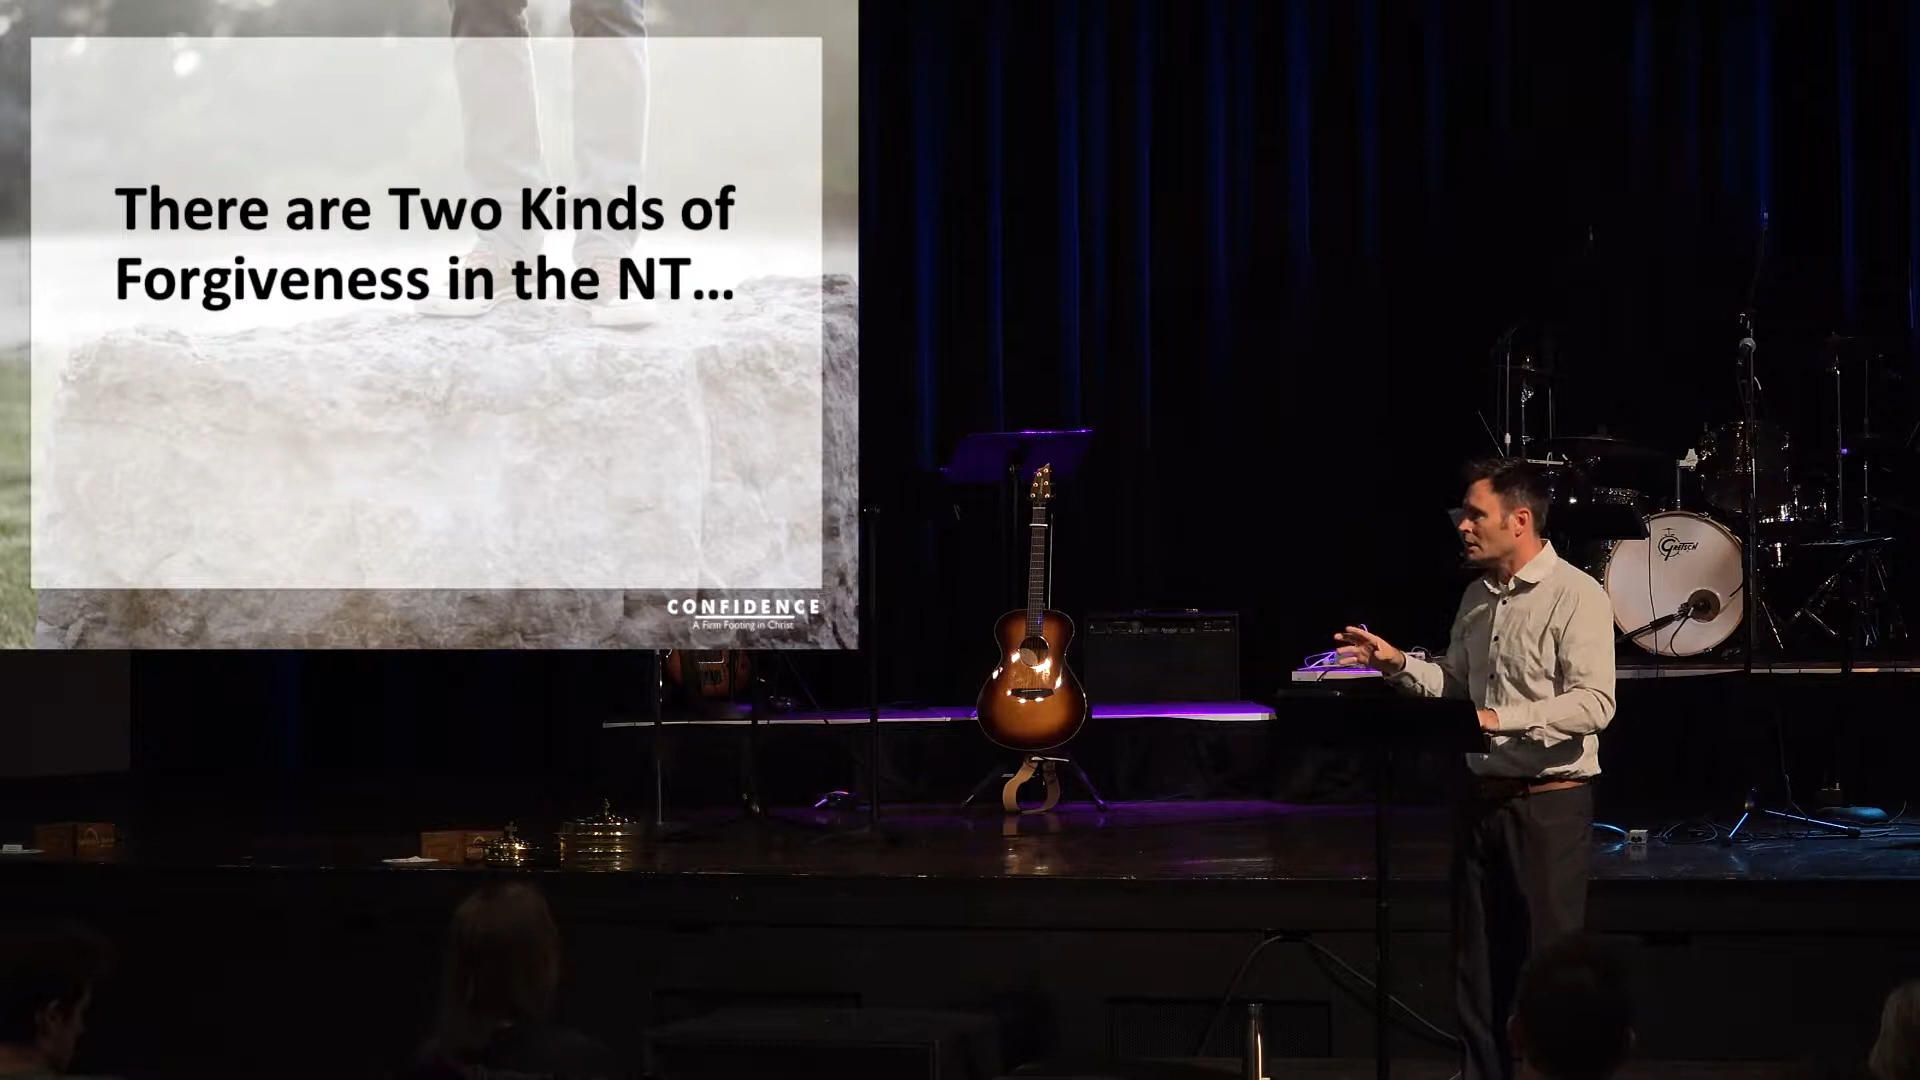 There are Two Kinds of
Forgiveness in the NT...
CONFIDENCE
A Firm Footing in Christ
GRETSCH